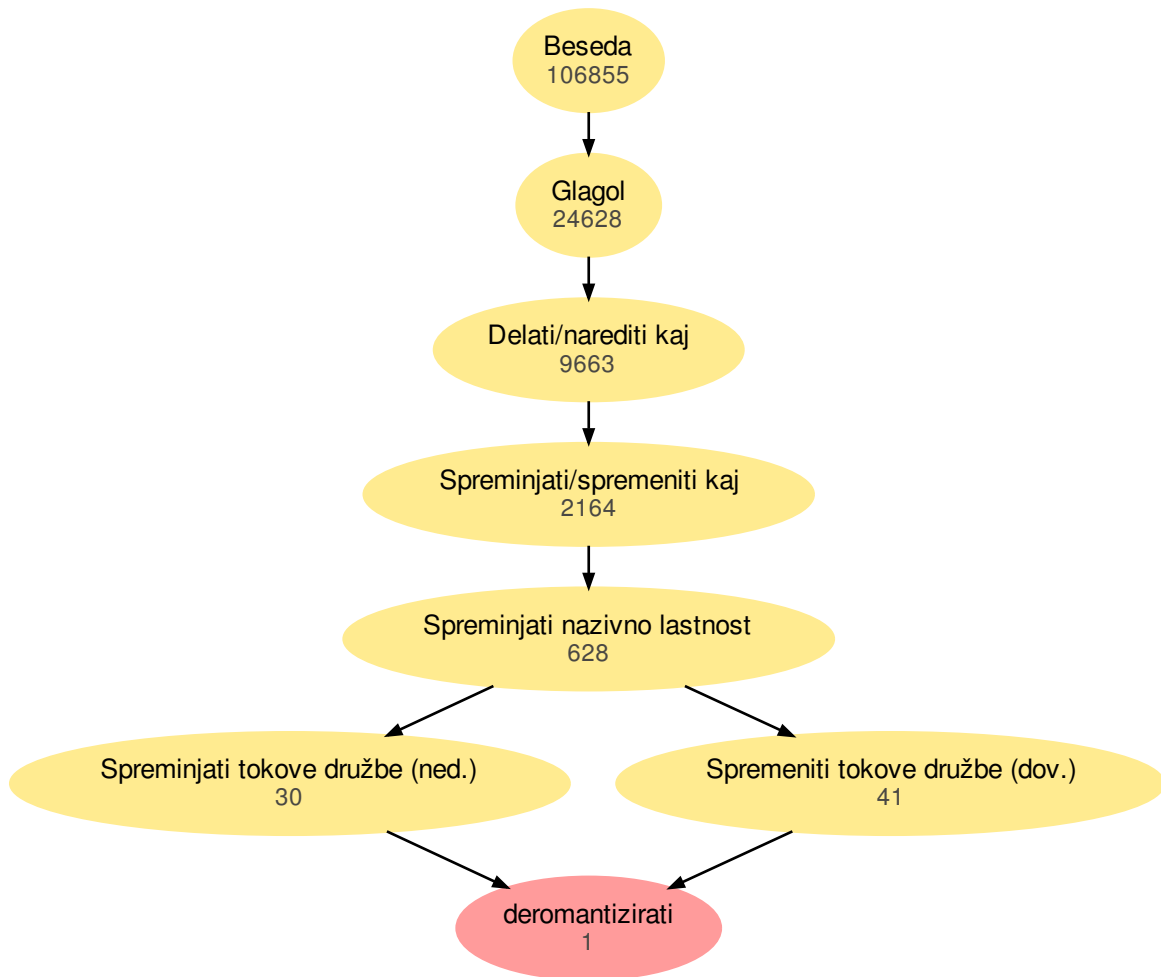 Beseda
106855
Glagol
24628
Delati/narediti kaj
9663
Spreminjati/spremeniti kaj
2164
Spreminjati nazivno lastnost
628
Spreminjati tokove družbe (ned.)
30
Spremeniti tokove družbe (dov.)
41
deromantizirati
1